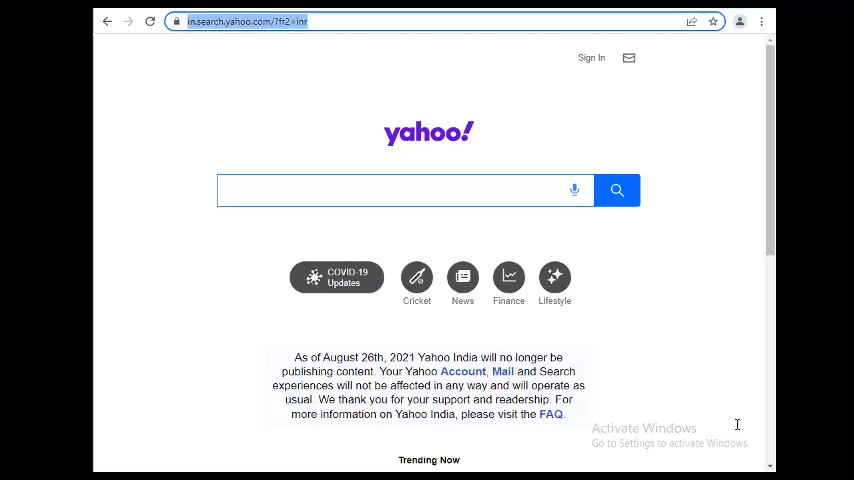 in.search.yahoo.com/?fr2=inr
Sign In
yahoo!
COVID-19
Updates
Cricket
News
Finance
Lifestyle
As of August 26th, 2021 Yahoo India will no longer be
publishing content. Your Yahoo Account, Mail and Search
experiences will not be affected in any way and will operate as
usual. We thank you for your support and readership. For
more information on Yahoo India, please visit the FAQ.
Activate Windows
Go to Settings to activate Windows.
Trending Now